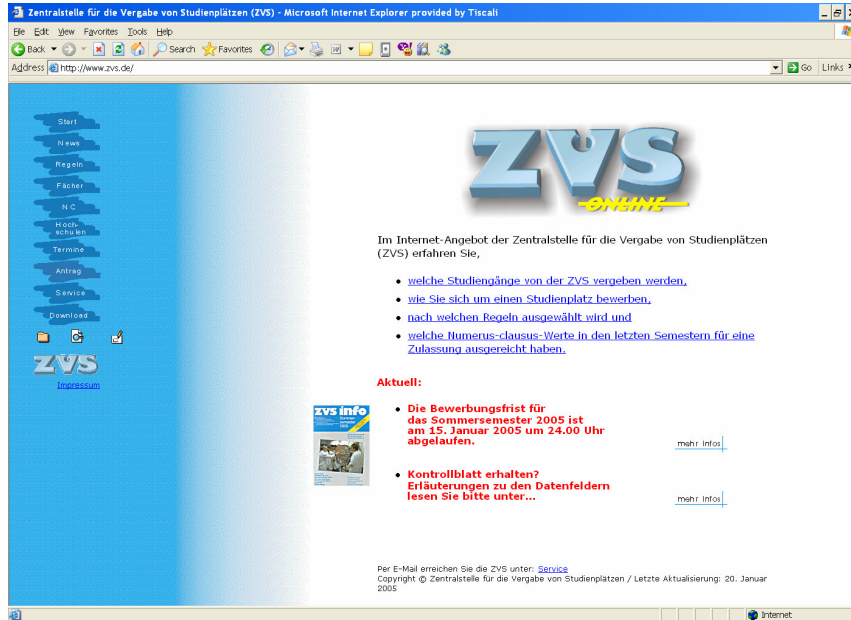 Zentralstelle für die Vergabe von Studienplätzen (ZVS) - Microsoft Internet Explorer provided by Tiscali
File Edit View Favorites Tools Help
Back Search Favorites
Address http://www.zvs.de/ Go Links
Start
News
Regeln
Fächer
NC
Hoch-
schulen
Termine
Antrag
Service
Download
ZVS
Impressum
ZVS
ONLINE
Im Internet-Angebot der Zentralstelle für die Vergabe von Studienplätzen
(ZVS) erfahren Sie,
• welche Studiengänge von der ZVS vergeben werden,
• wie Sie sich um einen Studienplatz bewerben,
• nach welchen Regeln ausgewählt wird und
• welche Numerus-clausus-Werte in den letzten Semestern für eine
Zulassung ausgereicht haben.
Aktuell:
zvs info
Sommer-
semester
2005
• Die Bewerbungsfrist für
das Sommersemester 2005 ist
am 15. Januar 2005 um 24.00 Uhr
abgelaufen.
mehr Infos
• Kontrollblatt erhalten?
Erläuterungen zu den Datenfeldern
lesen Sie bitte unter...
mehr Infos
Per E-Mail erreichen Sie die ZVS unter: Service
Copyright © Zentralstelle für die Vergabe von Studienplätzen / Letzte Aktualisierung: 20. Januar
2005
Internet